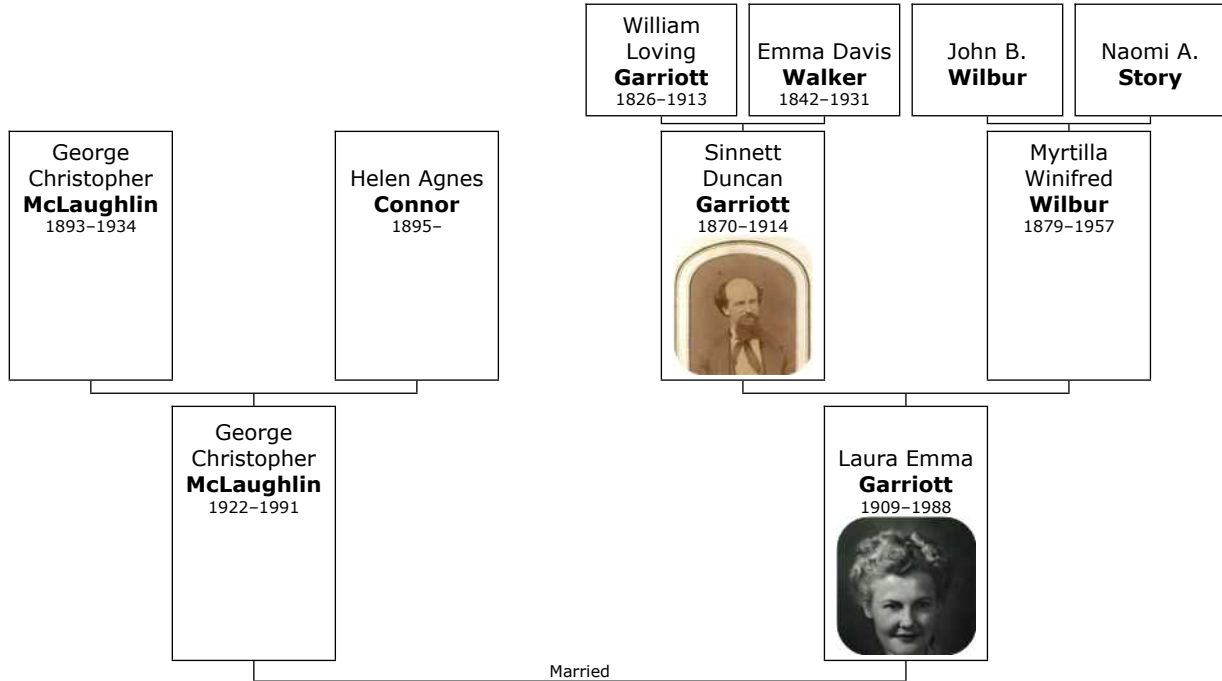 William
Loving
Garriott
1826–1913
Emma Davis
Walker
1842–1931
John B.
Wilbur
Naomi A.
Story
George
Christopher
McLaughlin
1893–1934
Helen Agnes
Connor
1895–
Sinnett
Duncan
Garriott
1870–1914
Myrtilla
Winifred
Wilbur
1879–1957
George
Christopher
McLaughlin
1922–1991
Laura Emma
Garriott
1909–1988
Married